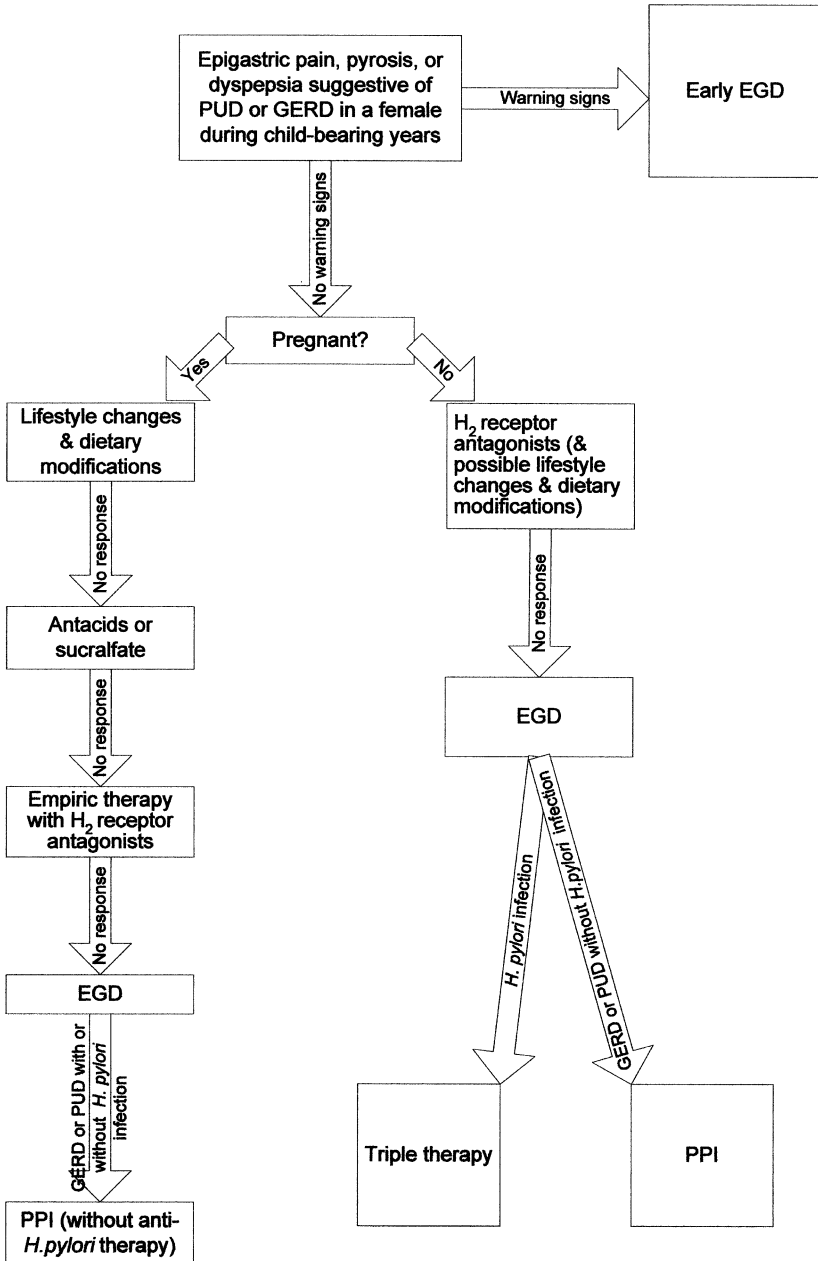 Epigastric pain, pyrosis, or
dyspepsia suggestive of
PUD or GERD in a female
during child-bearing years
Warning signs
Early EGD
No warning signs
Pregnant?
Yes
No
Lifestyle changes
& dietary
modifications
H₂ receptor
antagonists (&
possible lifestyle
changes & dietary
modifications)
No response
No response
Antacids or
sucralfate
EGD
No response
Empiric therapy
with H₂ receptor
antagonists
H. pylori infection
GERD or PUD without H.pylori infection
No response
EGD
GERD or PUD with or
without H. pylori
infection
Triple therapy
PPI
PPI (without anti-
H.pylori therapy)